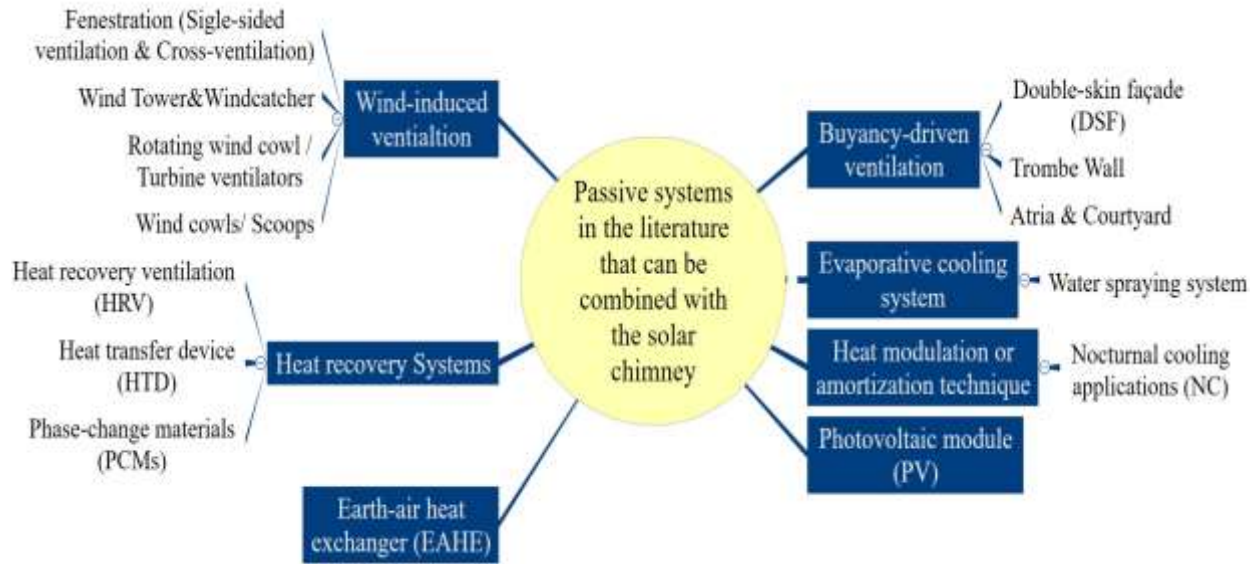 Fenestration (Sigle-sided
ventilation & Cross-ventilation)
Wind Tower&Windcatcher
Rotating wind cowl /
Turbine ventilators
Wind cowls/ Scoops
Wind-induced
ventialtion
Heat recovery ventilation
(HRV)
Heat transfer device
(HTD)
Phase-change materials
(PCMs)
Heat recovery Systems
Earth-air heat
exchanger (EAHE)
Passive systems
in the literature
that can be
combined with
the solar
chimney
Buyancy-driven
ventilation
Double-skin façade
(DSF)
Trombe Wall
Atria & Courtyard
Evaporative cooling
system
Water spraying system
Heat modulation or
amortization technique
Nocturnal cooling
applications (NC)
Photovoltaic module
(PV)